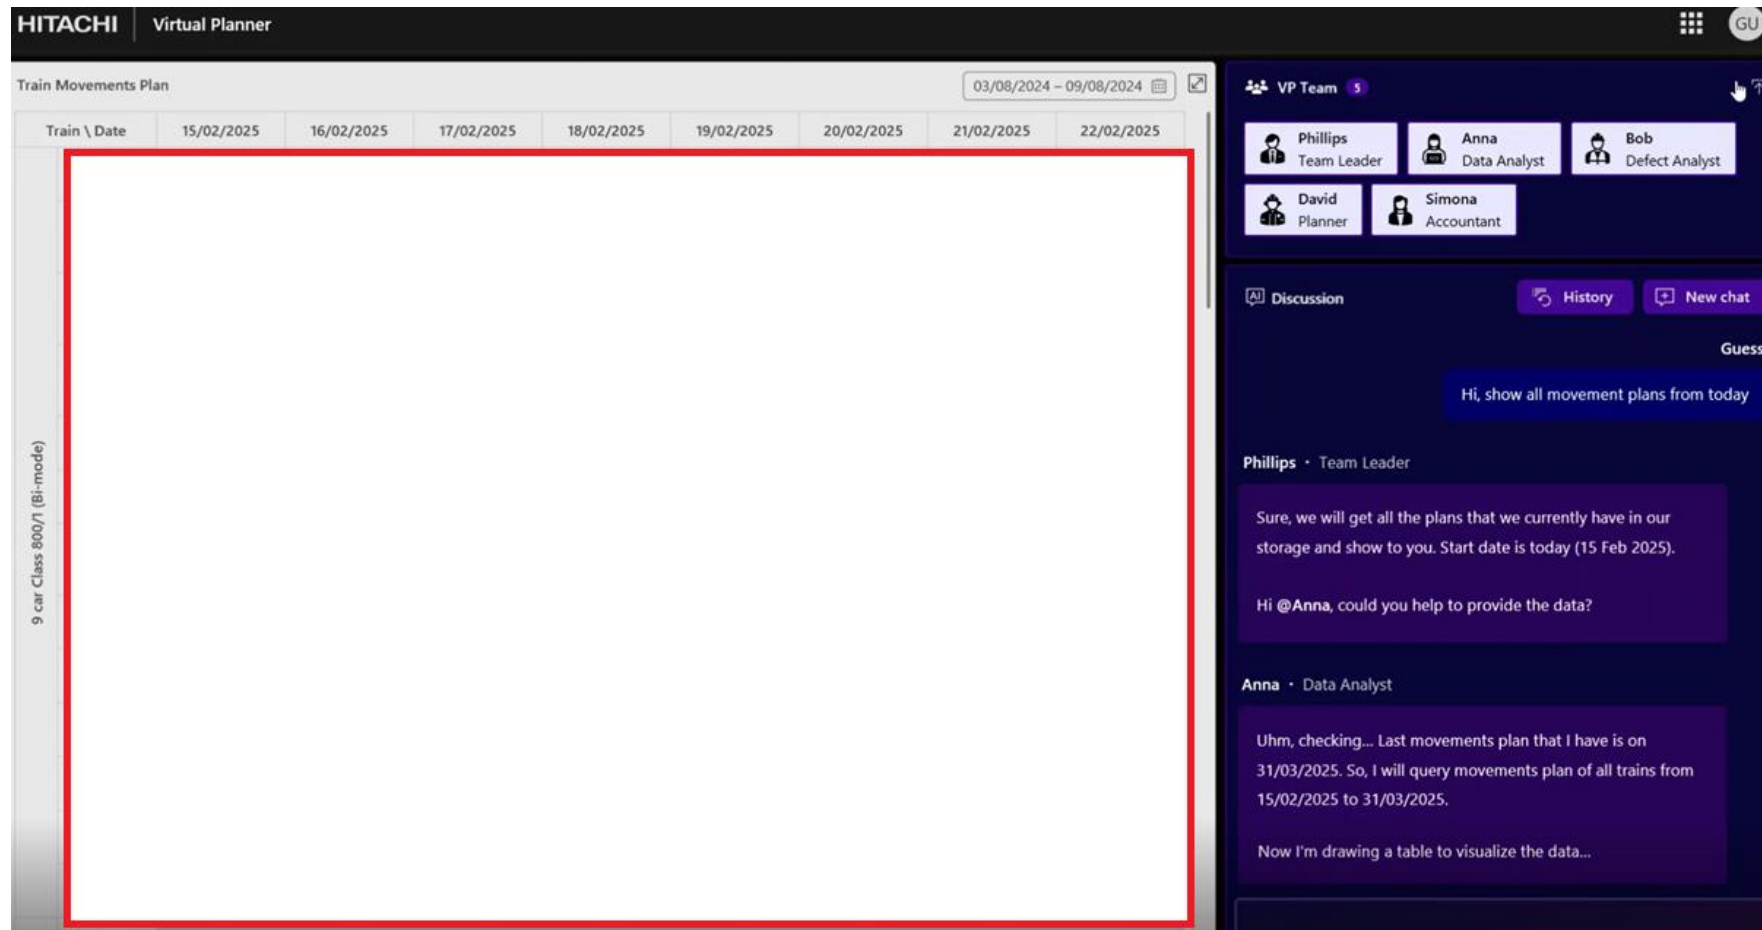 HITACHI
Virtual Planner
GU
Train Movements Plan
03/08/2024 – 09/08/2024
Train \ Date
15/02/2025
16/02/2025
17/02/2025
18/02/2025
19/02/2025
20/02/2025
21/02/2025
22/02/2025
9 car Class 800/1 (Bi-mode)
VP Team 5
Phillips
Team Leader
Anna
Data Analyst
Bob
Defect Analyst
David
Planner
Simona
Accountant
AI Discussion
History
New chat
Guess
Hi, show all movement plans from today
Phillips • Team Leader
Sure, we will get all the plans that we currently have in our
storage and show to you. Start date is today (15 Feb 2025).
Hi @Anna, could you help to provide the data?
Anna • Data Analyst
Uhm, checking... Last movements plan that I have is on
31/03/2025. So, I will query movements plan of all trains from
15/02/2025 to 31/03/2025.
Now I'm drawing a table to visualize the data...